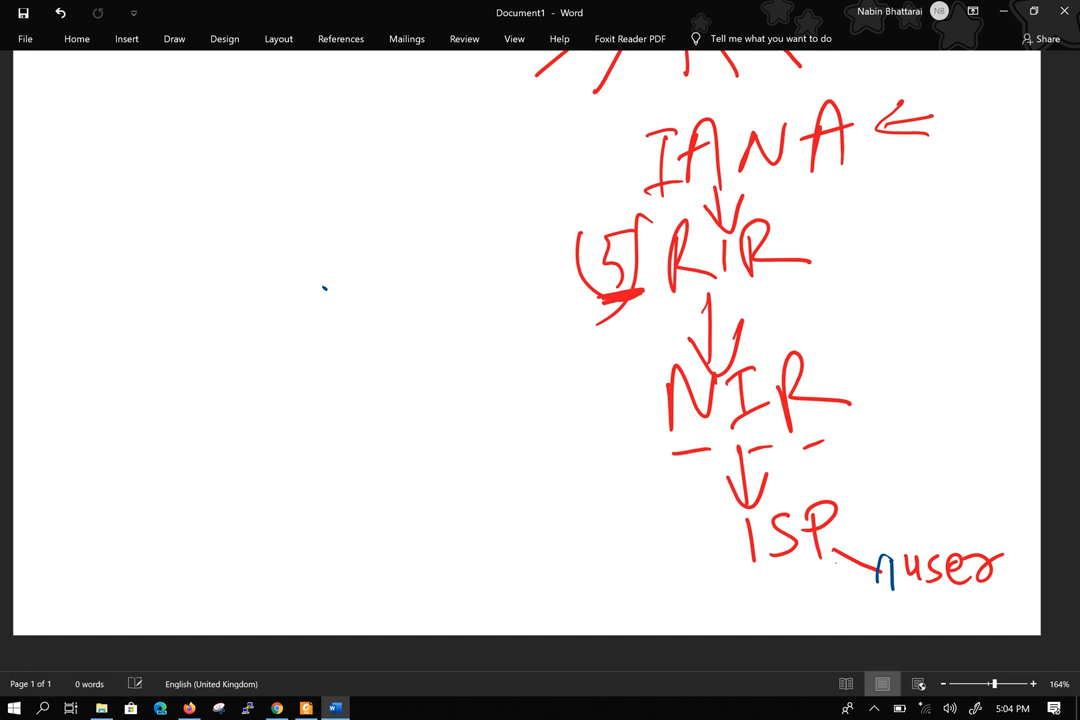 Document1 - Word
Nabin Bhattarai NB
File Home Insert Draw Design Layout References Mailings Review View Help Foxit Reader PDF Tell me what you want to do Share
IANA
5 RIR
NIR
ISP
n user
Page 1 of 1 0 words English (United Kingdom) 164%
5:04 PM